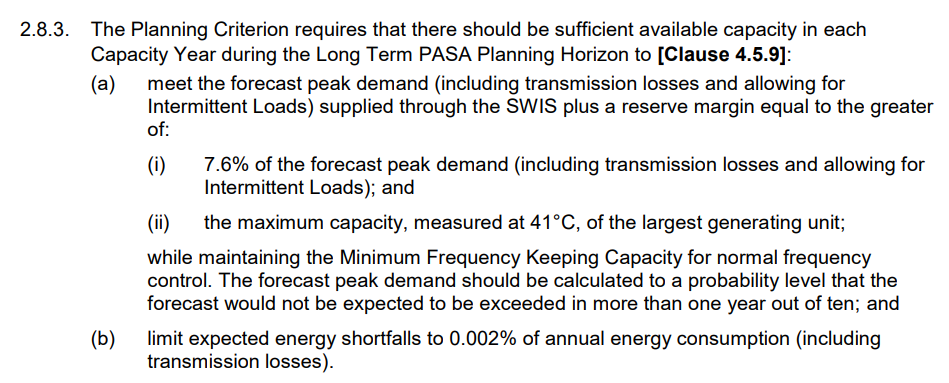 2.8.3. The Planning Criterion requires that there should be sufficient available capacity in each
Capacity Year during the Long Term PASA Planning Horizon to [Clause 4.5.9]:
(a) meet the forecast peak demand (including transmission losses and allowing for
Intermittent Loads) supplied through the SWIS plus a reserve margin equal to the greater
of:
(i) 7.6% of the forecast peak demand (including transmission losses and allowing for
Intermittent Loads); and
(ii) the maximum capacity, measured at 41°C, of the largest generating unit;
while maintaining the Minimum Frequency Keeping Capacity for normal frequency
control. The forecast peak demand should be calculated to a probability level that the
forecast would not be expected to be exceeded in more than one year out of ten; and
(b) limit expected energy shortfalls to 0.002% of annual energy consumption (including
transmission losses).